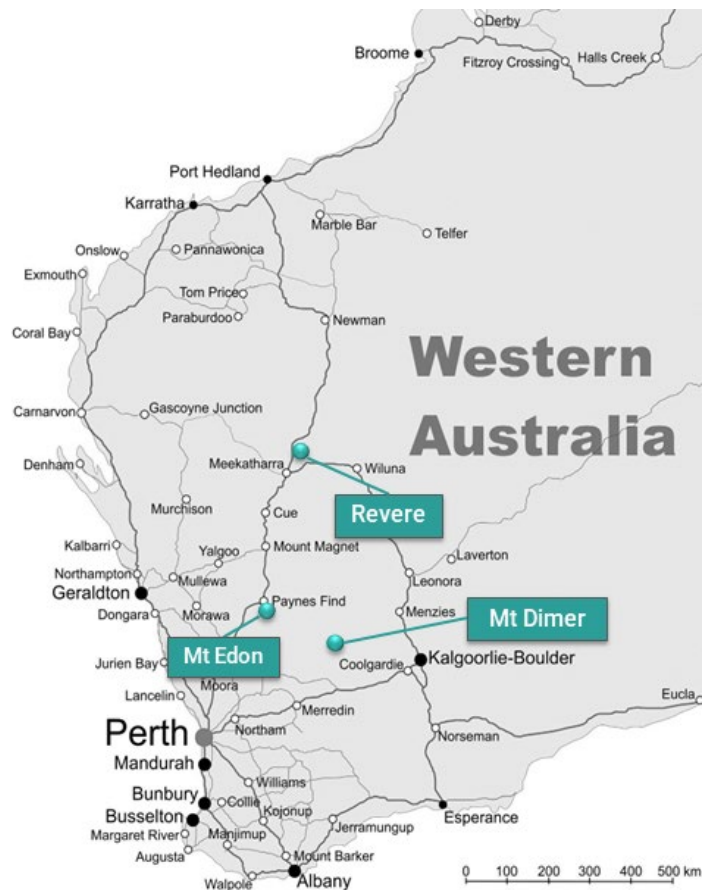 Derby
Broome
Fitzroy Crossing
Halls Creek
Port Hedland
Karratha
Marble Bar
Telfer
Onslow
Pannawonica
Exmouth
Tom Price
Paraburdoo
Newman
Coral Bay
Western
Australia
Carnarvon
Gascoyne Junction
Denham
Meekatharra
Wiluna
Revere
Murchison
Cue
Kalbarri
Yalgoo
Mount Magnet
Laverton
Northampton
Mullewa
Leonora
Geraldton
Paynes Find
Dongara
Morawa
Menzies
Mt Dimer
Mt Edon
Jurien Bay
Coolgardie
Kalgoorlie-Boulder
Moora
Lancelin
Merredin
Eucla
Perth
Northam
Norseman
Mandurah
Williams
Bunbury
Collie
Kojonup
Esperance
Busselton
Margaret River
Manjimup
Jerramungup
Augusta
Mount Barker
Walpole
Albany
0 100 200 300 400 500 km